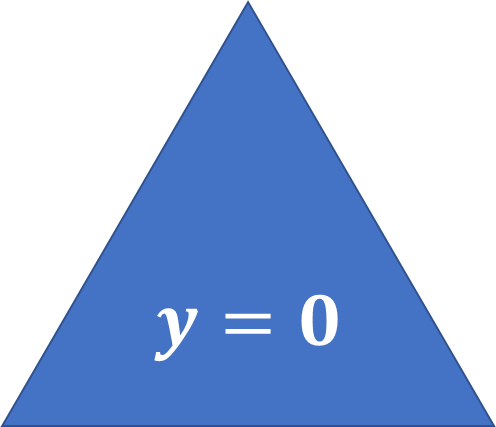 y = 0